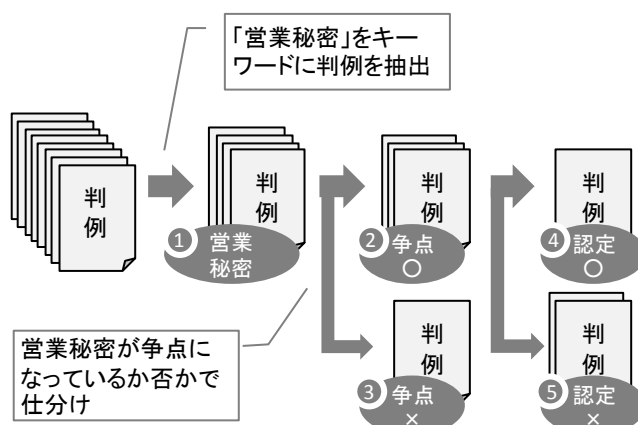 「営業秘密」をキー
ワードに判例を抽出
判
例
判
例
1 営業
秘密
判
例
2 争点
○
判
例
4 認定
○
営業秘密が争点に
なっているか否かで
仕分け
判
例
3 争点
×
判
例
5 認定
×